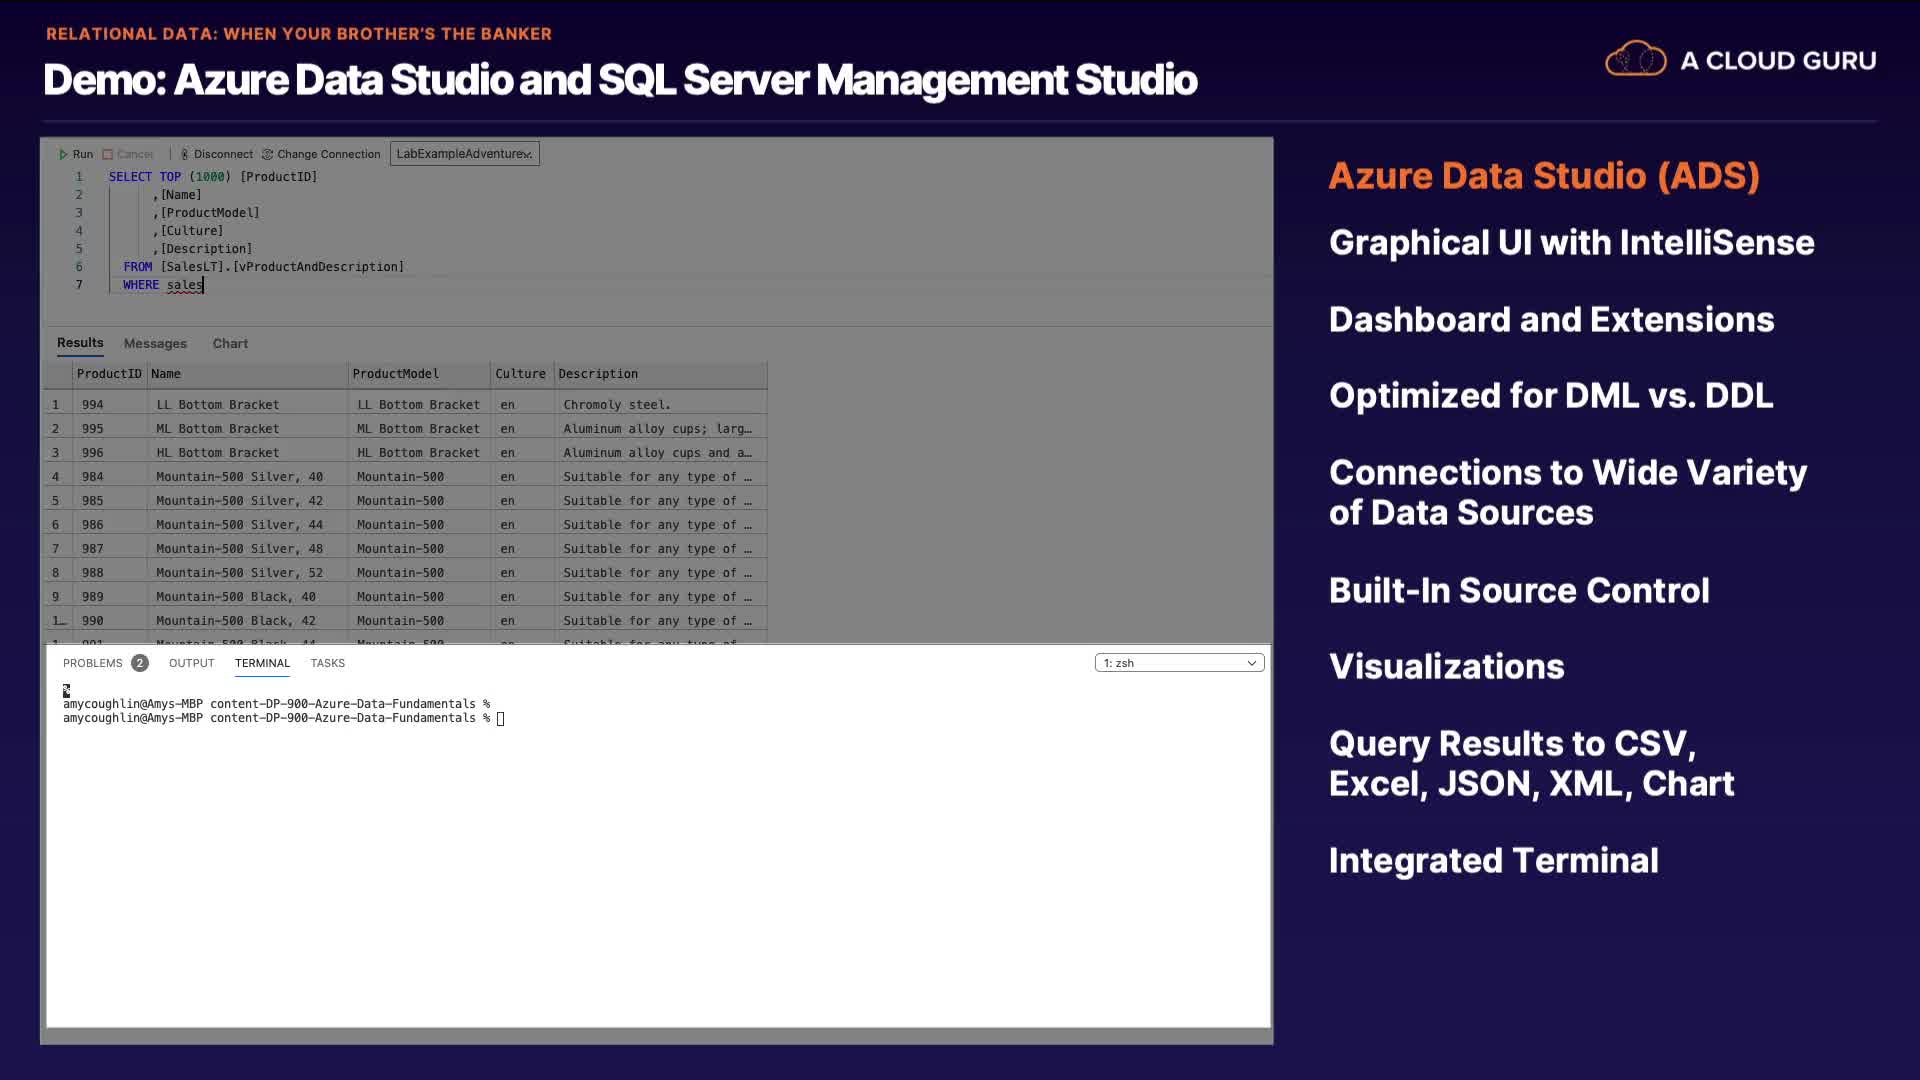 RELATIONAL DATA: WHEN YOUR BROTHER'S THE BANKER
Demo: Azure Data Studio and SQL Server Management Studio
A CLOUD GURU
Run Cancel | Disconnect Change Connection LabExampleAdventure
1 SELECT TOP (1000) [ProductID]
2 ,[Name]
3 ,[ProductModel]
4 ,[Culture]
5 ,[Description]
6 FROM [SalesLT].[vProductAndDescription]
7 WHERE sales
Results Messages Chart
ProductID Name ProductModel Culture Description
1 994 LL Bottom Bracket LL Bottom Bracket en Chromoly steel.
2 995 ML Bottom Bracket ML Bottom Bracket en Aluminum alloy cups; larg…
3 996 HL Bottom Bracket HL Bottom Bracket en Aluminum alloy cups and a…
4 984 Mountain-500 Silver, 40 Mountain-500 en Suitable for any type of …
5 985 Mountain-500 Silver, 42 Mountain-500 en Suitable for any type of …
6 986 Mountain-500 Silver, 44 Mountain-500 en Suitable for any type of …
7 987 Mountain-500 Silver, 48 Mountain-500 en Suitable for any type of …
8 988 Mountain-500 Silver, 52 Mountain-500 en Suitable for any type of …
9 989 Mountain-500 Black, 40 Mountain-500 en Suitable for any type of …
1… 990 Mountain-500 Black, 42 Mountain-500 en Suitable for any type of …
PROBLEMS 2 OUTPUT TERMINAL TASKS 1: zsh
%
amycoughlin@Amys-MBP content-DP-900-Azure-Data-Fundamentals %
amycoughlin@Amys-MBP content-DP-900-Azure-Data-Fundamentals %
Azure Data Studio (ADS)
Graphical UI with IntelliSense
Dashboard and Extensions
Optimized for DML vs. DDL
Connections to Wide Variety
of Data Sources
Built-In Source Control
Visualizations
Query Results to CSV,
Excel, JSON, XML, Chart
Integrated Terminal